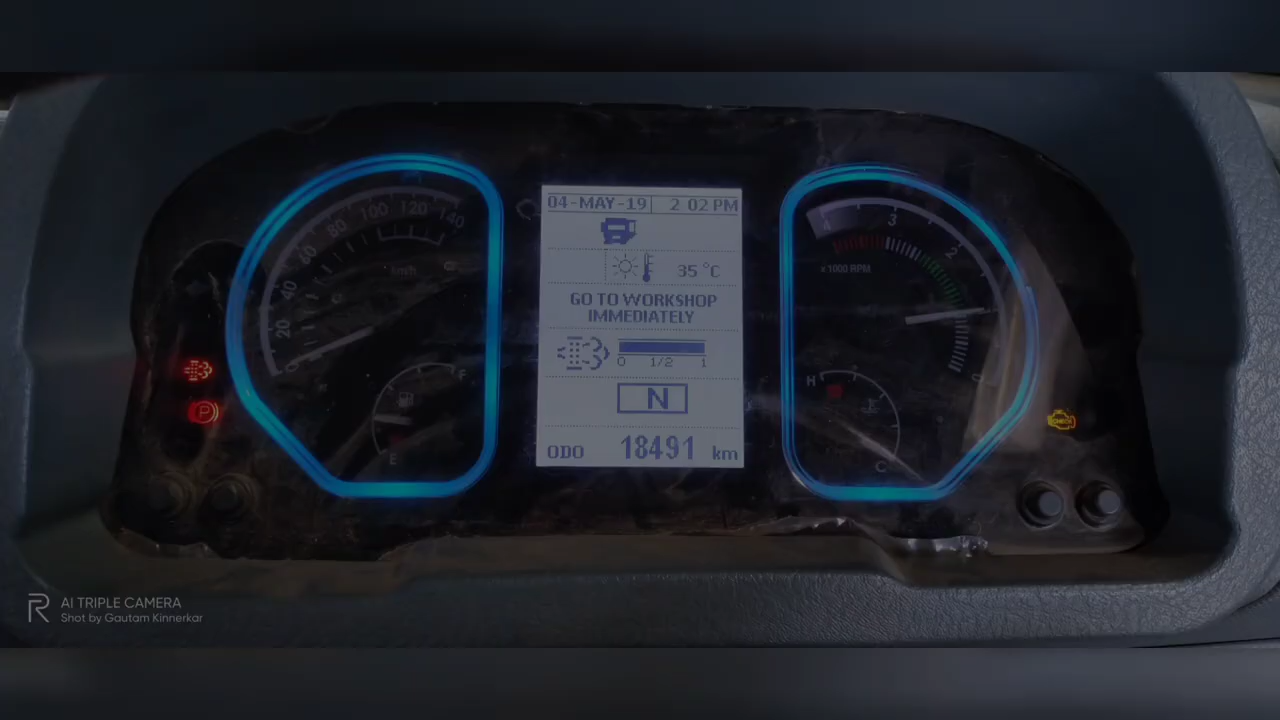 04-MAY-19 2 02 PM
35 °C
GO TO WORKSHOP
IMMEDIATELY
0 1/2 1
N
ODO 18491 km
0 20 40 60 80 100 120 140
km/h
F
E
4 3 2
x 1000 RPM
H
C
P
CHECK
AI TRIPLE CAMERA
Shot by Gautam Kinnerkar